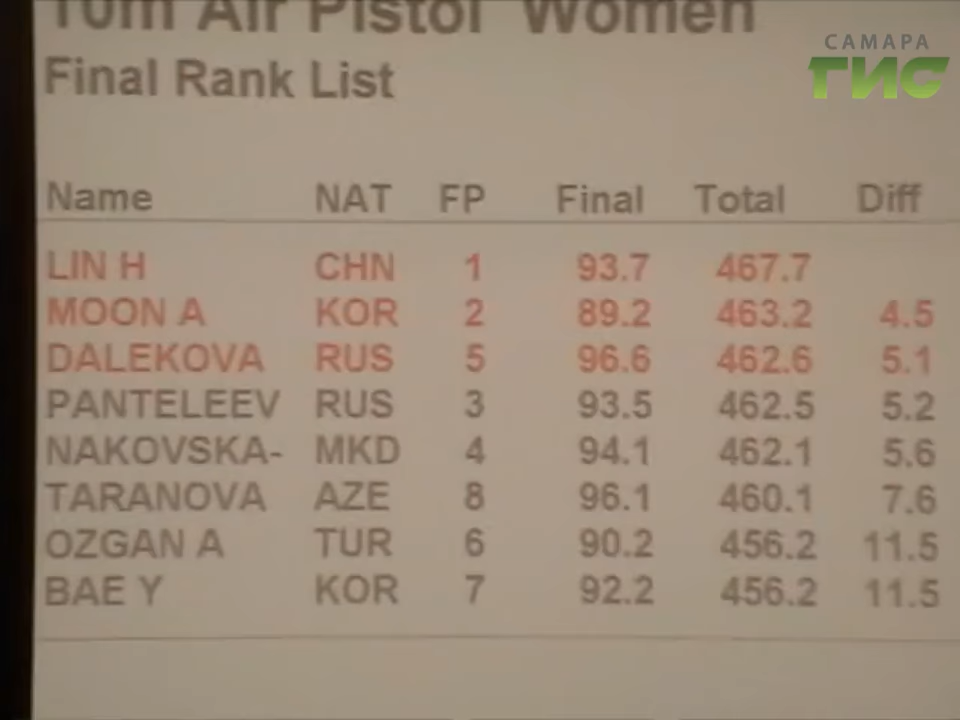 10m Air Pistol Women
САМАРА
ГИС
Final Rank List
Name NAT FP Final Total Diff
LIN H CHN 1 93.7 467.7
MOON A KOR 2 89.2 463.2 4.5
DALEKOVA RUS 5 96.6 462.6 5.1
PANTELEEV RUS 3 93.5 462.5 5.2
NAKOVSKA- MKD 4 94.1 462.1 5.6
TARANOVA AZE 8 96.1 460.1 7.6
OZGAN A TUR 6 90.2 456.2 11.5
BAE Y KOR 7 92.2 456.2 11.5